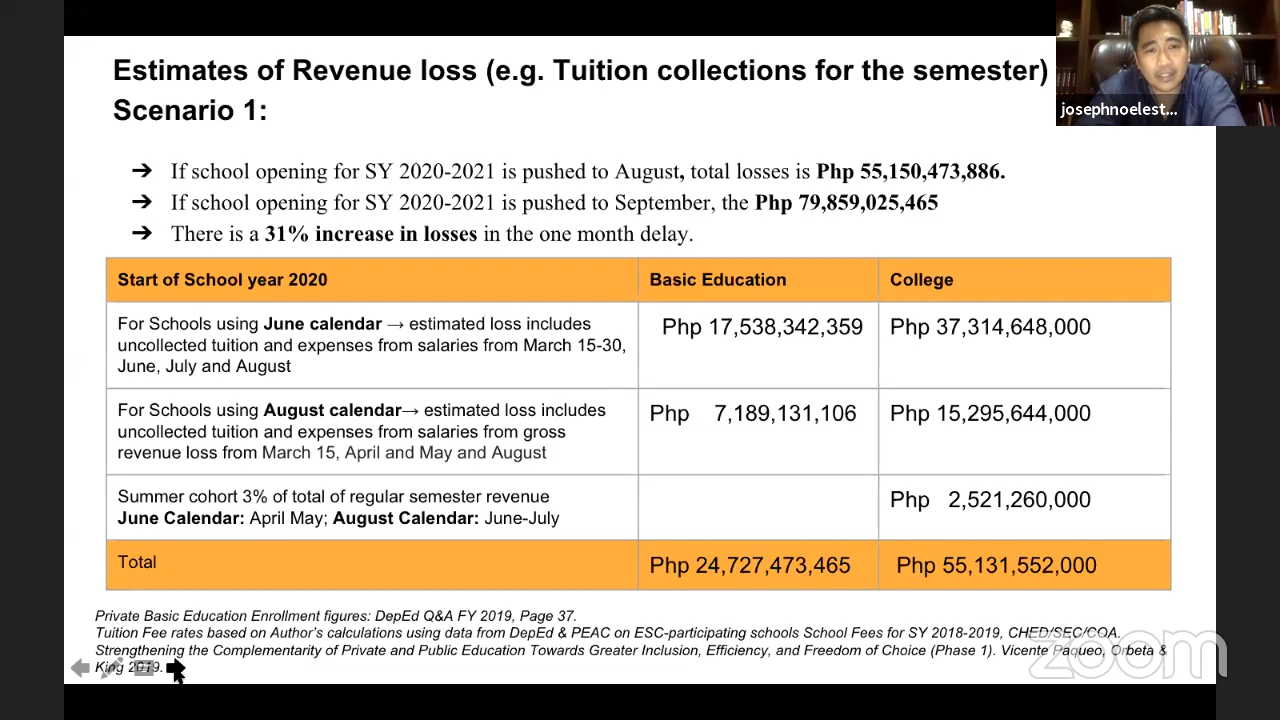 Estimates of Revenue loss (e.g. Tuition collections for the semester)
Scenario 1:
josephnoelest...
➔ If school opening for SY 2020-2021 is pushed to August, total losses is Php 55,150,473,886.
➔ If school opening for SY 2020-2021 is pushed to September, the Php 79,859,025,465
➔ There is a 31% increase in losses in the one month delay.
Start of School year 2020 Basic Education College
For Schools using June calendar → estimated loss includes
uncollected tuition and expenses from salaries from March 15-30,
June, July and August
Php 17,538,342,359 Php 37,314,648,000
For Schools using August calendar→ estimated loss includes
uncollected tuition and expenses from salaries from gross
revenue loss from March 15, April and May and August
Php 7,189,131,106 Php 15,295,644,000
Summer cohort 3% of total of regular semester revenue
June Calendar: April May; August Calendar: June-July
Php 2,521,260,000
Total Php 24,727,473,465 Php 55,131,552,000
Private Basic Education Enrollment figures: DepEd Q&A FY 2019, Page 37.
Tuition Fee rates based on Author's calculations using data from DepEd & PEAC on ESC-participating schools School Fees for SY 2018-2019, CHED/SEC/COA.
Strengthening the Complementarity of Private and Public Education Towards Greater Inclusion, Efficiency, and Freedom of Choice (Phase 1). Vicente Paqueo, Orbeta &
King 2019.
zoom